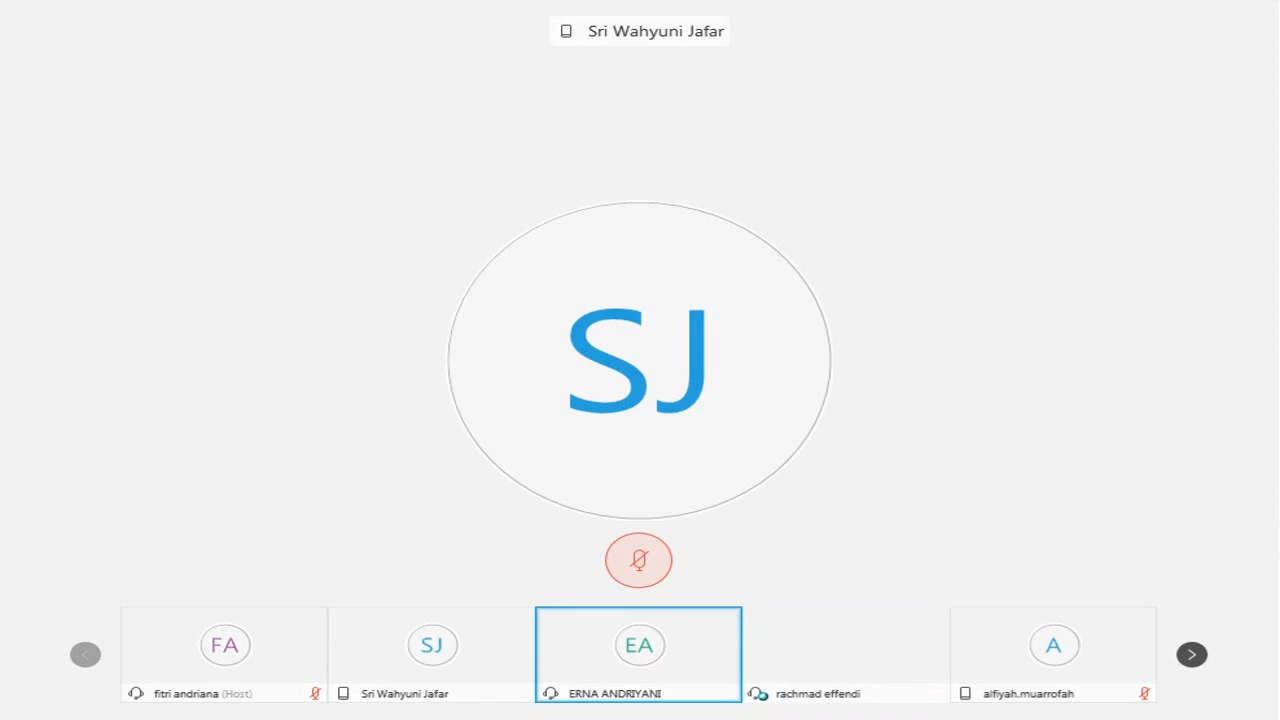 Sri Wahyuni Jafar
SJ
FA
SJ
EA
A
fitri andriana (Host)
Sri Wahyuni Jafar
ERNA ANDRIYANI
rachmad effendi
alfiyah.muarrofah